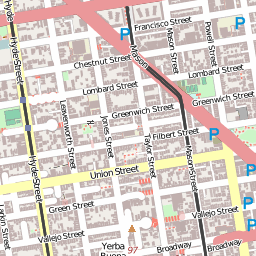 Francisco Street
Hyde Street
Mason
Mason Street
Powell Street
Chestnut Street
Lombard Street
Lombard Street
Greenwich Street
Greenwich Street
Leavenworth Street
Jones Street
Filbert Street
Taylor Street
Mason Street
Hyde Street
Union Street
Green Street
Vallejo Street
Vallejo Street
Larkin Street
Yerba
Buena
97
Broadway
Broadway
P
P
P
P
P
P